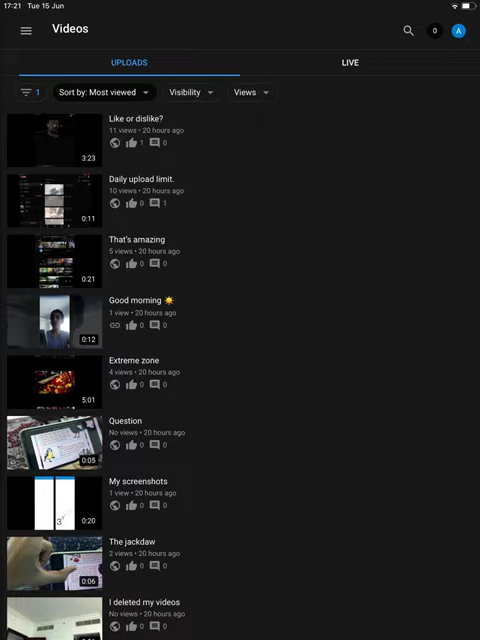 17:21 Tue 15 Jun
Videos
0
A
UPLOADS
LIVE
1
Sort by: Most viewed
Visibility
Views
Like or dislike?
11 views • 20 hours ago
1 0
3:23
Daily upload limit.
10 views • 20 hours ago
0 1
0:11
That's amazing
5 views • 20 hours ago
0 0
0:21
Good morning ☀️
1 view • 20 hours ago
0 0
0:12
Extreme zone
4 views • 20 hours ago
0 0
5:01
Question
No views • 20 hours ago
0 0
0:05
My screenshots
1 view • 20 hours ago
0 0
3
0:20
The jackdaw
2 views • 20 hours ago
0 0
0:06
I deleted my videos
No views • 20 hours ago
0 0